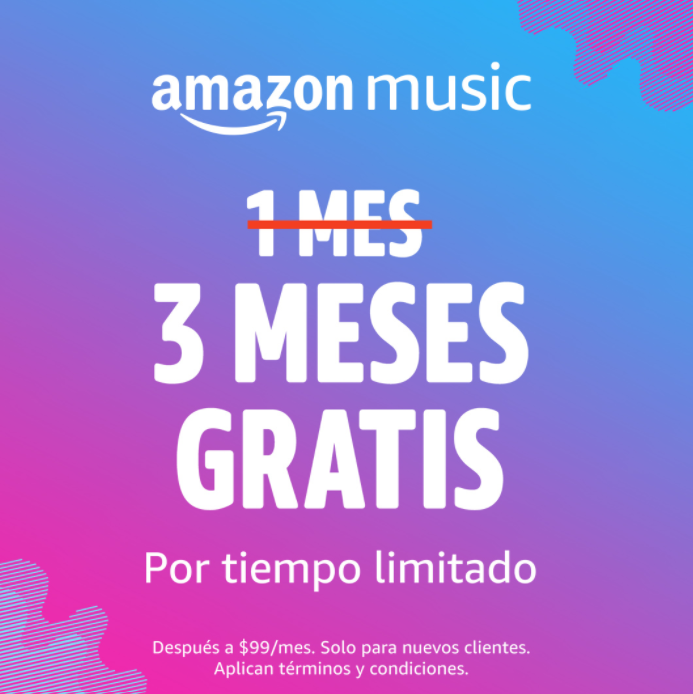 amazon music
1 MES
3 MESES
GRATIS
Por tiempo limitado
Después a $99/mes. Solo para nuevos clientes.
Aplican términos y condiciones.